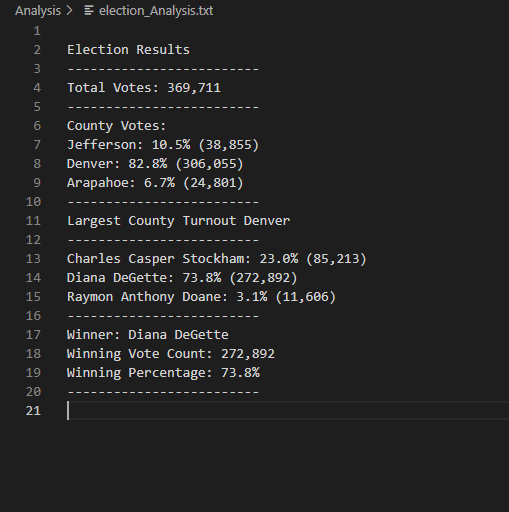 Analysis > election_Analysis.txt
1
2 Election Results
3 -------------------------
4 Total Votes: 369,711
5 -------------------------
6 County Votes:
7 Jefferson: 10.5% (38,855)
8 Denver: 82.8% (306,055)
9 Arapahoe: 6.7% (24,801)
10 -------------------------
11 Largest County Turnout Denver
12 -------------------------
13 Charles Casper Stockham: 23.0% (85,213)
14 Diana DeGette: 73.8% (272,892)
15 Raymon Anthony Doane: 3.1% (11,606)
16 -------------------------
17 Winner: Diana DeGette
18 Winning Vote Count: 272,892
19 Winning Percentage: 73.8%
20 -------------------------
21